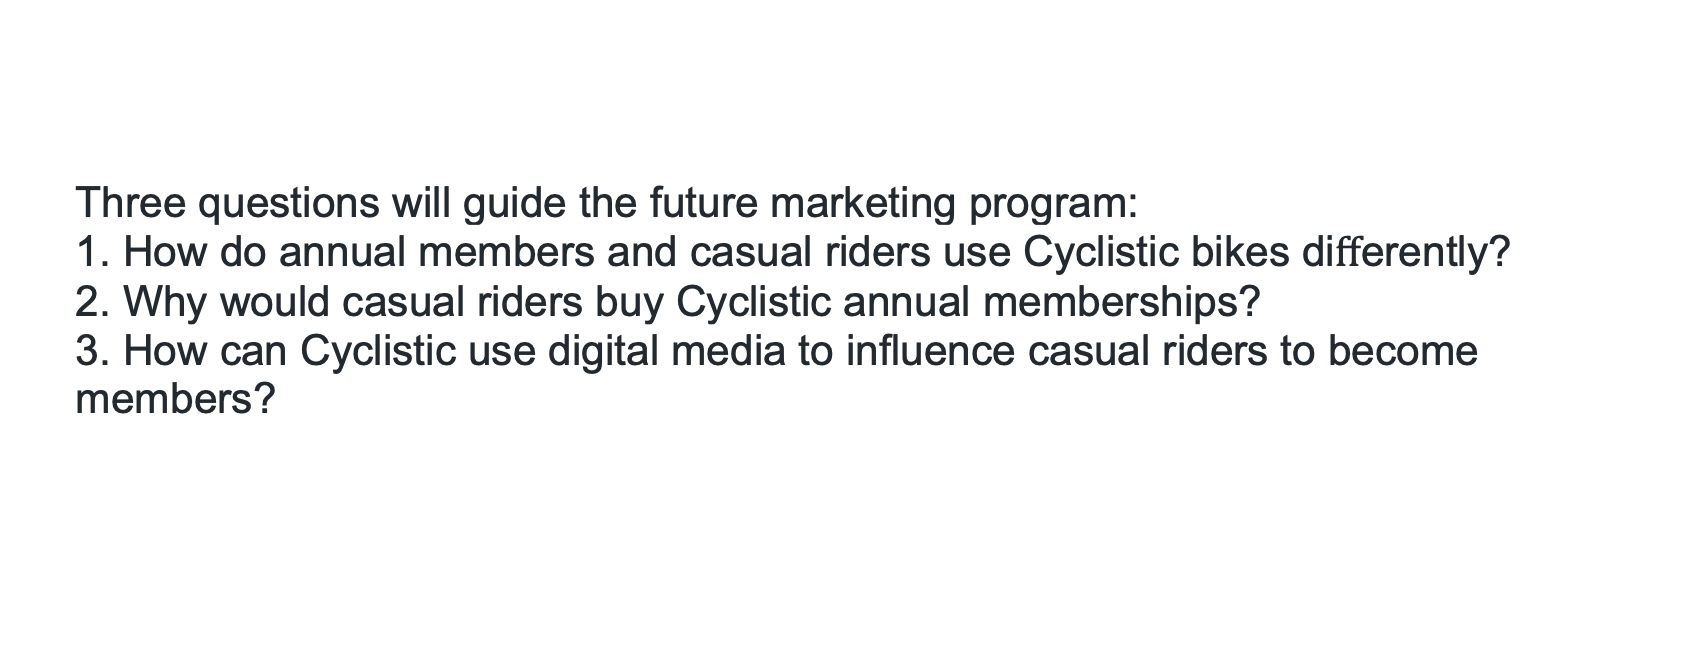 Three questions will guide the future marketing program:
1. How do annual members and casual riders use Cyclistic bikes differently?
2. Why would casual riders buy Cyclistic annual memberships?
3. How can Cyclistic use digital media to influence casual riders to become
members?